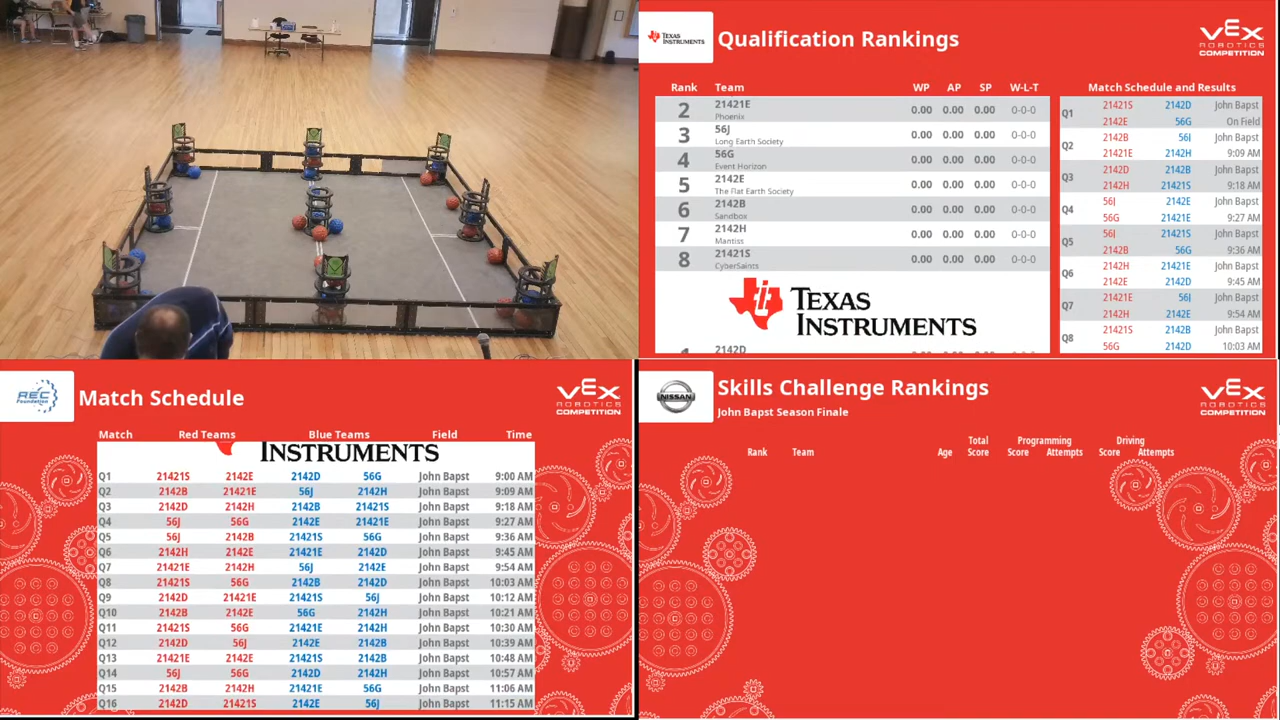 TEXAS INSTRUMENTS
Qualification Rankings
VEX
ROBOTICS
COMPETITION
Rank Team WP AP SP W-L-T
2 21421E 0.00 0.00 0.00 0-0-0
Phoenix
3 56J 0.00 0.00 0.00 0-0-0
Long Earth Society
4 56G 0.00 0.00 0.00 0-0-0
Event Horizon
5 2142E 0.00 0.00 0.00 0-0-0
The Flat Earth Society
6 2142B 0.00 0.00 0.00 0-0-0
Sandbox
7 2142H 0.00 0.00 0.00 0-0-0
Mantiss
8 21421S 0.00 0.00 0.00 0-0-0
CyberSaints
TEXAS
INSTRUMENTS
2142D
Match Schedule and Results
Q1 21421S 2142D John Bapst
2142E 56G On Field
Q2 2142B 56J John Bapst
21421E 2142H 9:09 AM
Q3 2142D 2142B John Bapst
2142H 21421S 9:18 AM
Q4 56J 2142E John Bapst
56G 21421E 9:27 AM
Q5 56J 21421S John Bapst
2142B 56G 9:36 AM
Q6 2142H 21421E John Bapst
2142E 2142D 9:45 AM
Q7 21421E 56J John Bapst
2142H 2142E 9:54 AM
Q8 21421S 2142B John Bapst
56G 2142D 10:03 AM
REC
Foundation
Match Schedule
VEX
ROBOTICS
COMPETITION
Match Red Teams Blue Teams Field Time
INSTRUMENTS
Q1 21421S 2142E 2142D 56G John Bapst 9:00 AM
Q2 2142B 21421E 56J 2142H John Bapst 9:09 AM
Q3 2142D 2142H 2142B 21421S John Bapst 9:18 AM
Q4 56J 56G 2142E 21421E John Bapst 9:27 AM
Q5 56J 2142B 21421S 56G John Bapst 9:36 AM
Q6 2142H 2142E 21421E 2142D John Bapst 9:45 AM
Q7 21421E 2142H 56J 2142E John Bapst 9:54 AM
Q8 21421S 56G 2142B 2142D John Bapst 10:03 AM
Q9 2142D 21421E 21421S 56J John Bapst 10:12 AM
Q10 2142B 2142E 56G 2142H John Bapst 10:21 AM
Q11 21421S 56G 21421E 2142H John Bapst 10:30 AM
Q12 2142D 56J 2142E 2142B John Bapst 10:39 AM
Q13 21421E 2142E 21421S 2142B John Bapst 10:48 AM
Q14 56J 56G 2142D 2142H John Bapst 10:57 AM
Q15 2142B 2142H 21421E 56G John Bapst 11:06 AM
Q16 2142D 21421S 2142E 56J John Bapst 11:15 AM
NISSAN
Skills Challenge Rankings
John Bapst Season Finale
VEX
ROBOTICS
COMPETITION
Total Programming Driving
Rank Team Age Score Score Attempts Score Attempts